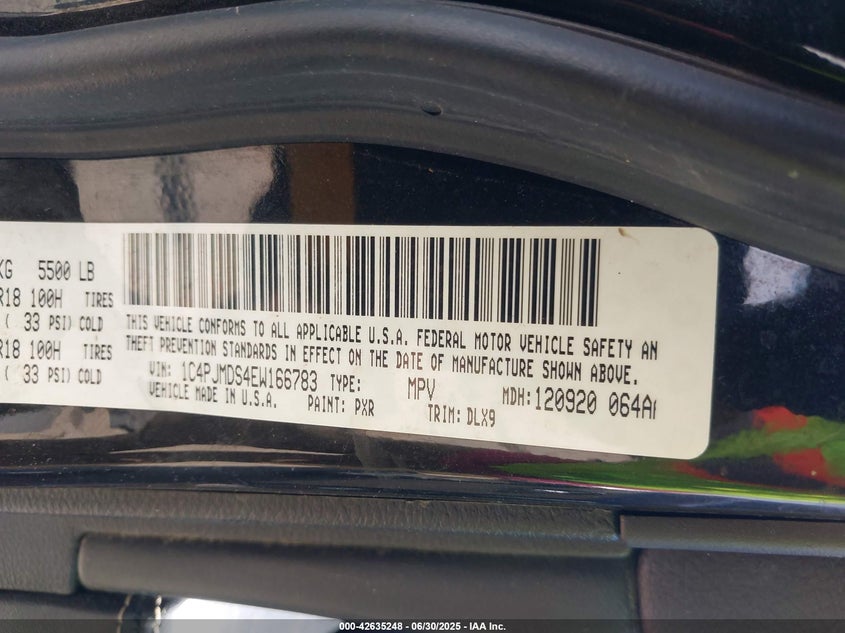 KG 5500 LB
R18 100H TIRES
( 33 PSI) COLD
R18 100H TIRES
( 33 PSI) COLD
THIS VEHICLE CONFORMS TO ALL APPLICABLE U.S.A. FEDERAL MOTOR VEHICLE SAFETY AN
THEFT PREVENTION STANDARDS IN EFFECT ON THE DATE OF MANUFACTURE SHOWN ABOVE.
VIN: 1C4PJMDS4EW166783 TYPE: MPV MDH: 120920 064A
VEHICLE MADE IN U.S.A. PAINT: PXR TRIM: DLX9
000-42635248 - 06/30/2025 - IAA Inc.